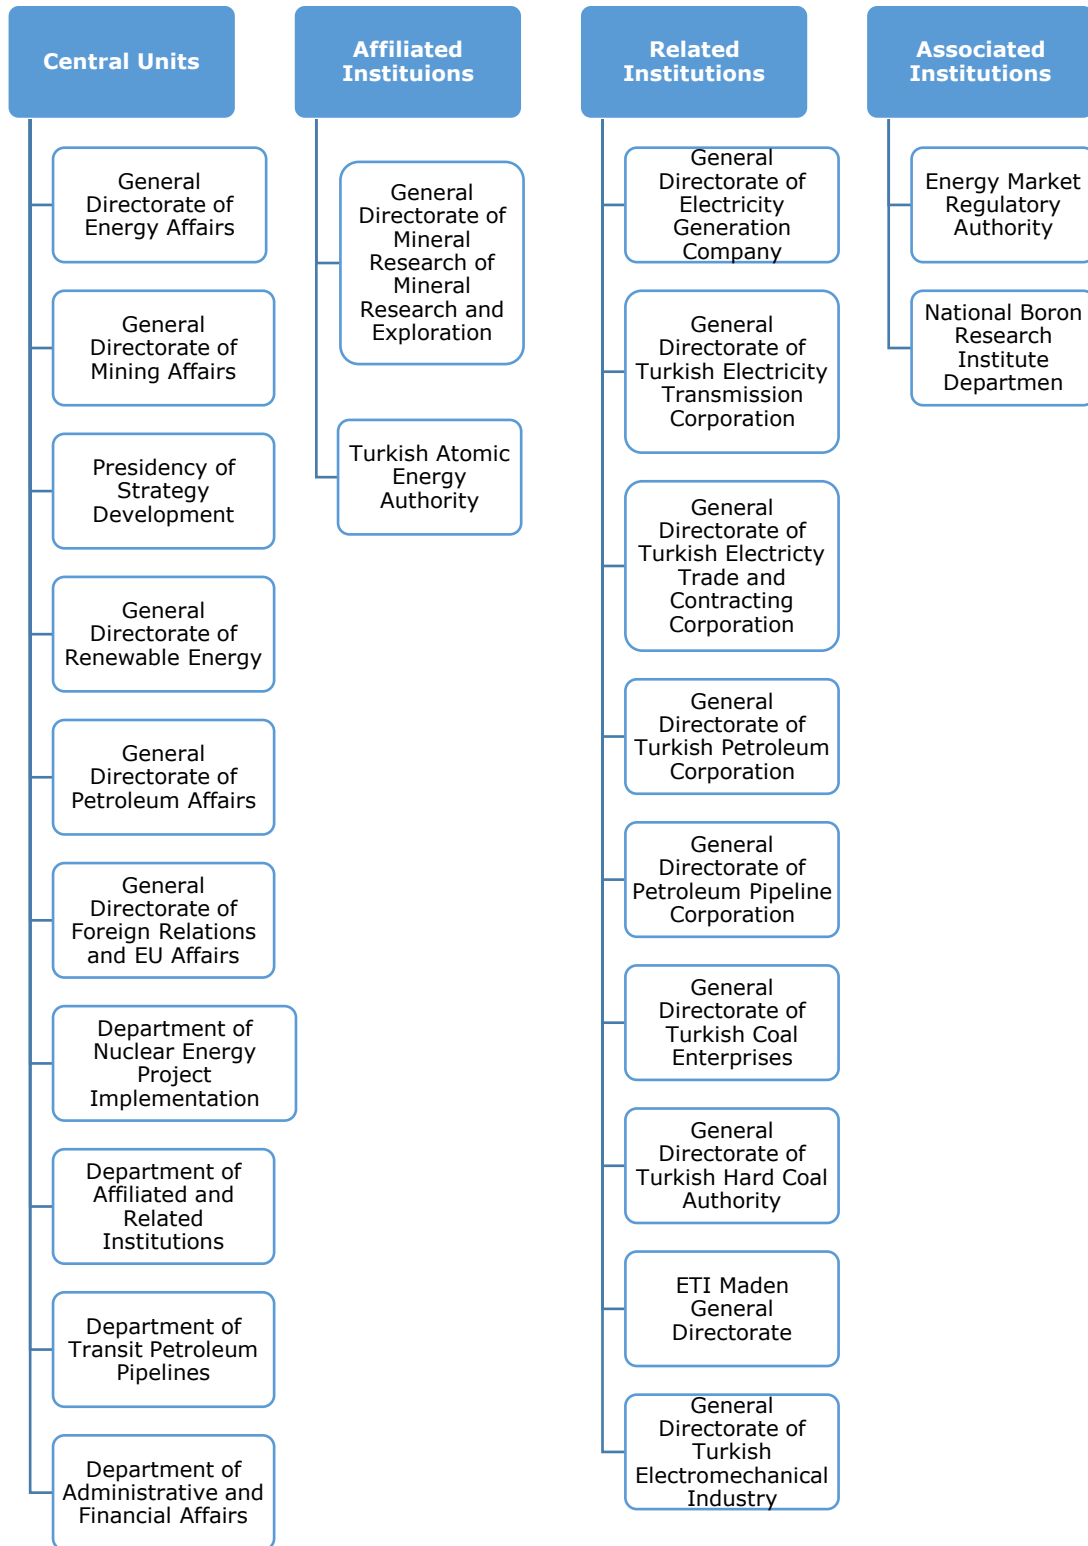 Central Units
General
Directorate of
Energy Affairs
General
Directorate of
Mining Affairs
Presidency of
Strategy
Development
General
Directorate of
Renewable Energy
General
Directorate of
Petroleum Affairs
General
Directorate of
Foreign Relations
and EU Affairs
Department of
Nuclear Energy
Project
Implementation
Department of
Affiliated and
Related
Institutions
Department of
Transit Petroleum
Pipelines
Department of
Administrative and
Financial Affairs
Affiliated
Instituions
General
Directorate of
Mineral
Research of
Mineral
Research and
Exploration
Turkish Atomic
Energy
Authority
Related
Institutions
General
Directorate of
Electricity
Generation
Company
General
Directorate of
Turkish Electricity
Transmission
Corporation
General
Directorate of
Turkish Electricty
Trade and
Contracting
Corporation
General
Directorate of
Turkish Petroleum
Corporation
General
Directorate of
Petroleum Pipeline
Corporation
General
Directorate of
Turkish Coal
Enterprises
General
Directorate of
Turkish Hard Coal
Authority
ETI Maden
General
Directorate
General
Directorate of
Turkish
Electromechanical
Industry
Associated
Institutions
Energy Market
Regulatory
Authority
National Boron
Research
Institute
Departmen